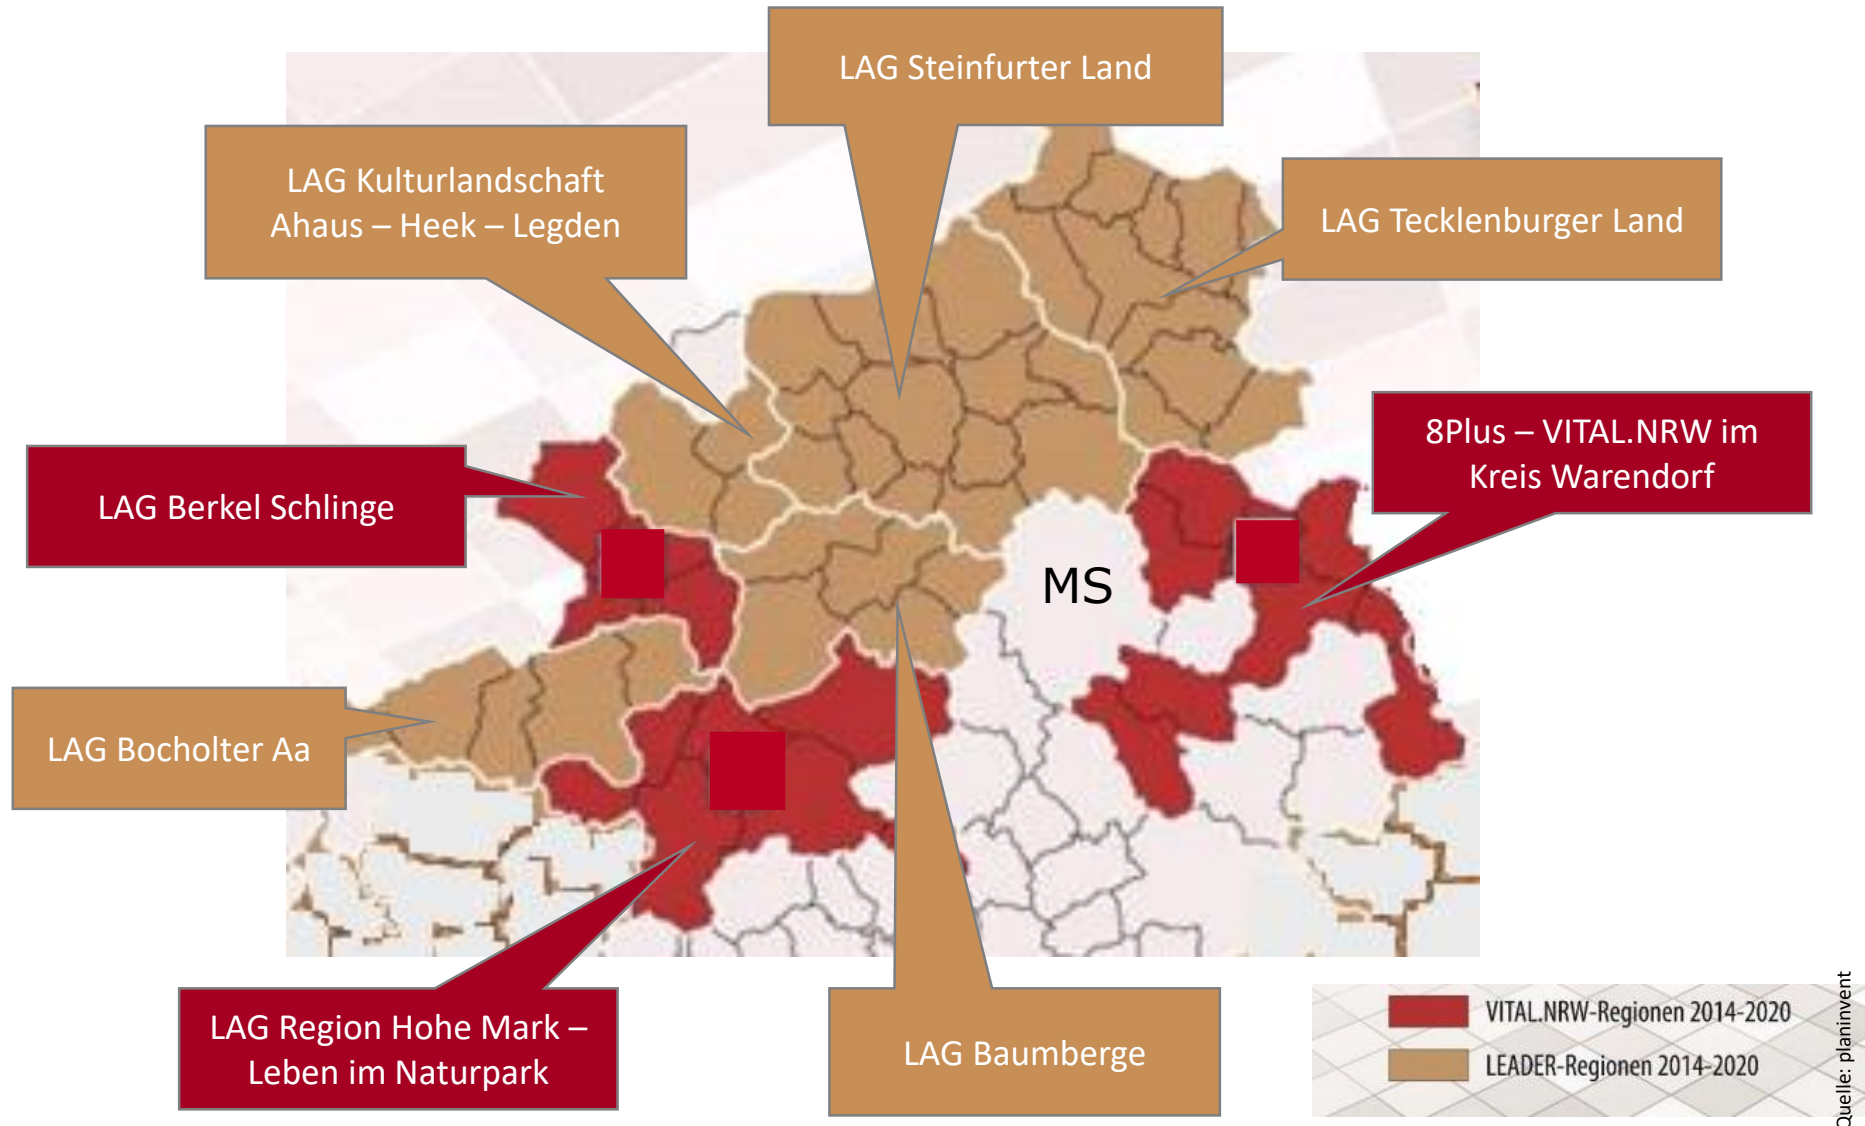 LAG Steinfurter Land
LAG Kulturlandschaft
Ahaus – Heek – Legden
LAG Tecklenburger Land
8Plus – VITAL.NRW im
Kreis Warendorf
LAG Berkel Schlinge
MS
LAG Bocholter Aa
LAG Region Hohe Mark –
Leben im Naturpark
LAG Baumberge
VITAL.NRW-Regionen 2014-2020
LEADER-Regionen 2014-2020
Quelle: planinvent